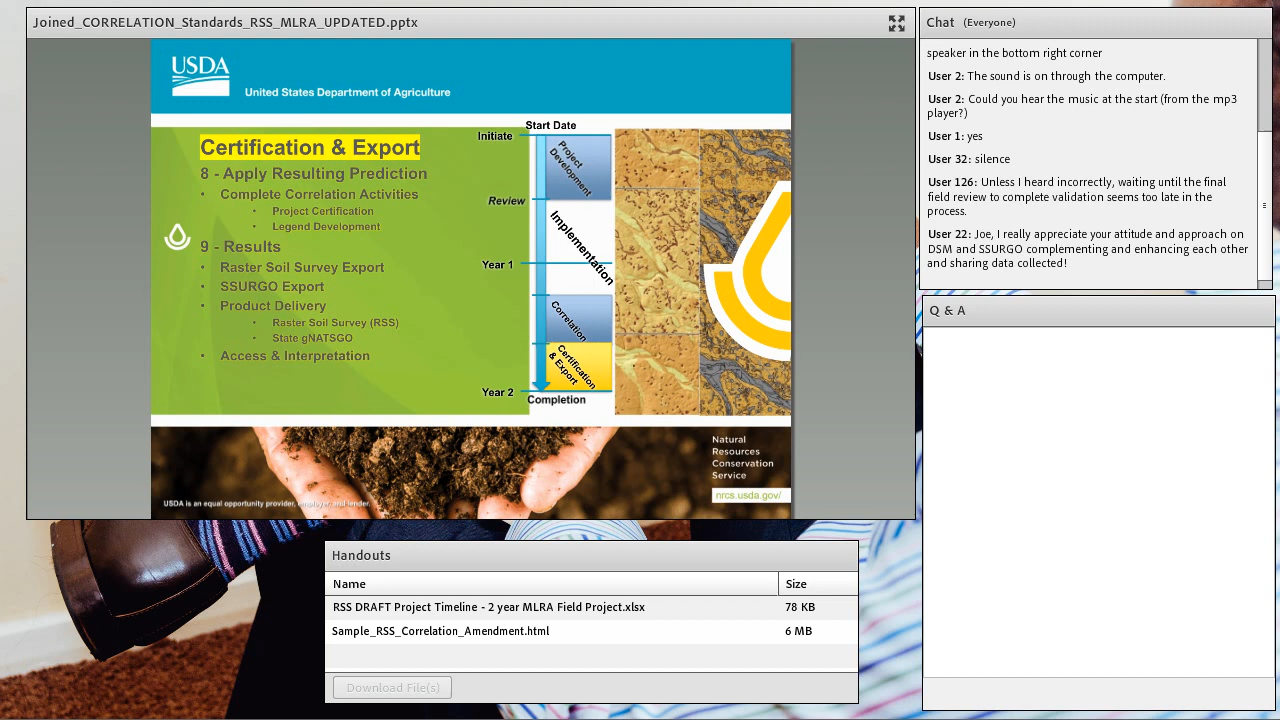 Joined_CORRELATION_Standards_RSS_MLRA_UPDATED.pptx
USDA
United States Department of Agriculture
Certification & Export
8 - Apply Resulting Prediction
• Complete Correlation Activities
• Project Certification
• Legend Development
9 - Results
• Raster Soil Survey Export
• SSURGO Export
• Product Delivery
• Raster Soil Survey (RSS)
• State gNATSGO
• Access & Interpretation
Start Date
Initiate
Project
Development
Review
Implementation
Year 1
Correlation
Certification
& Export
Year 2
Completion
Natural
Resources
Conservation
Service
nrcs.usda.gov/
USDA is an equal opportunity provider, employer, and lender.
Chat (Everyone)
speaker in the bottom right corner
User 2: The sound is on through the computer.
User 2: Could you hear the music at the start (from the mp3
player?)
User 1: yes
User 32: silence
User 126: Unless I heard incorrectly, waiting until the final
field review to complete validation seems too late in the
process.
User 22: Joe, I really appreciate your attitude and approach on
DSM and SSURGO complementing and enhancing each other
and sharing data collected!
Q & A
Handouts
Name Size
RSS DRAFT Project Timeline - 2 year MLRA Field Project.xlsx 78 KB
Sample_RSS_Correlation_Amendment.html 6 MB
Download File(s)